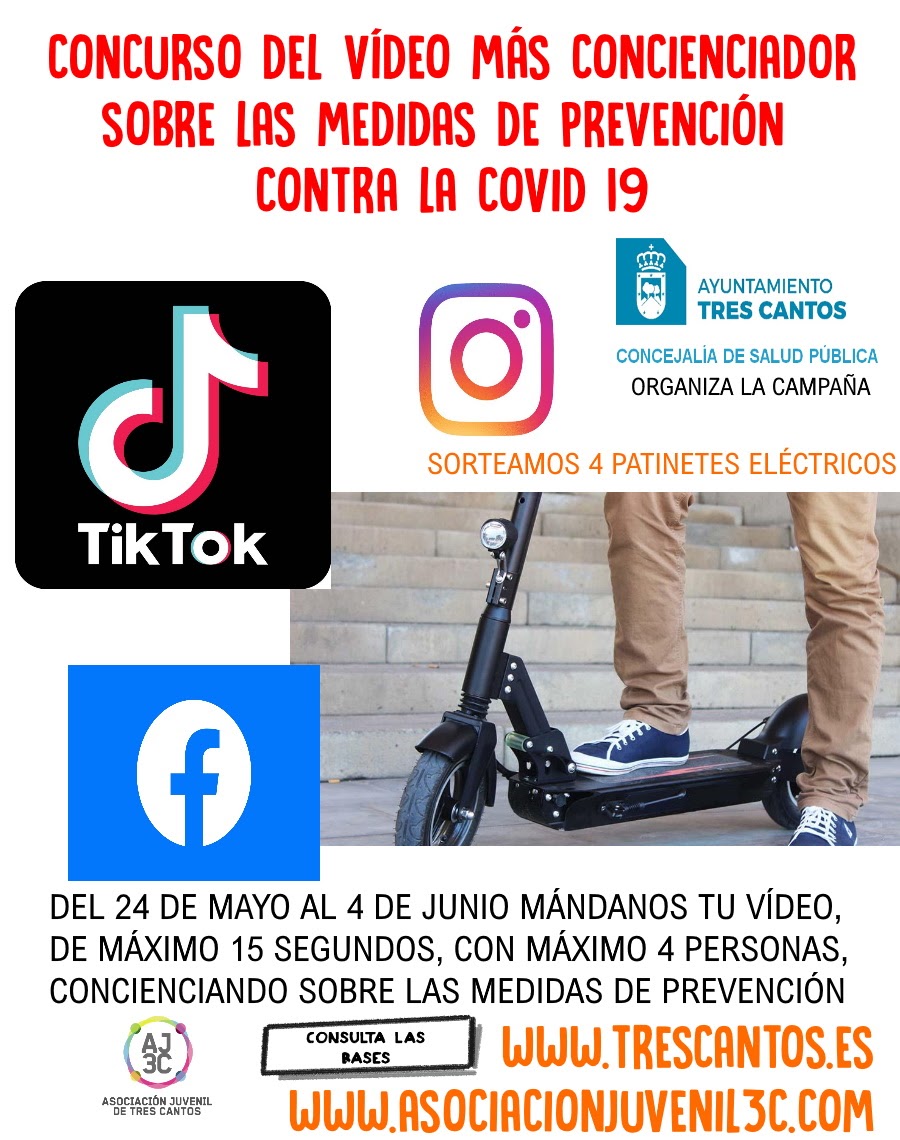 CONCURSO DEL VÍDEO MÁS CONCIENCIADOR
SOBRE LAS MEDIDAS DE PREVENCIÓN
CONTRA LA COVID 19
AYUNTAMIENTO
TRES CANTOS
CONCEJALÍA DE SALUD PÚBLICA
ORGANIZA LA CAMPAÑA
SORTEAMOS 4 PATINETES ELÉCTRICOS
TikTok
DEL 24 DE MAYO AL 4 DE JUNIO MÁNDANOS TU VÍDEO,
DE MÁXIMO 15 SEGUNDOS, CON MÁXIMO 4 PERSONAS,
CONCIENCIANDO SOBRE LAS MEDIDAS DE PREVENCIÓN
AJ
3C
ASOCIACIÓN JUVENIL
DE TRES CANTOS
CONSULTA LAS
BASES
WWW.TRESCANTOS.ES
WWW.ASOCIACIONJUVENIL3C.COM